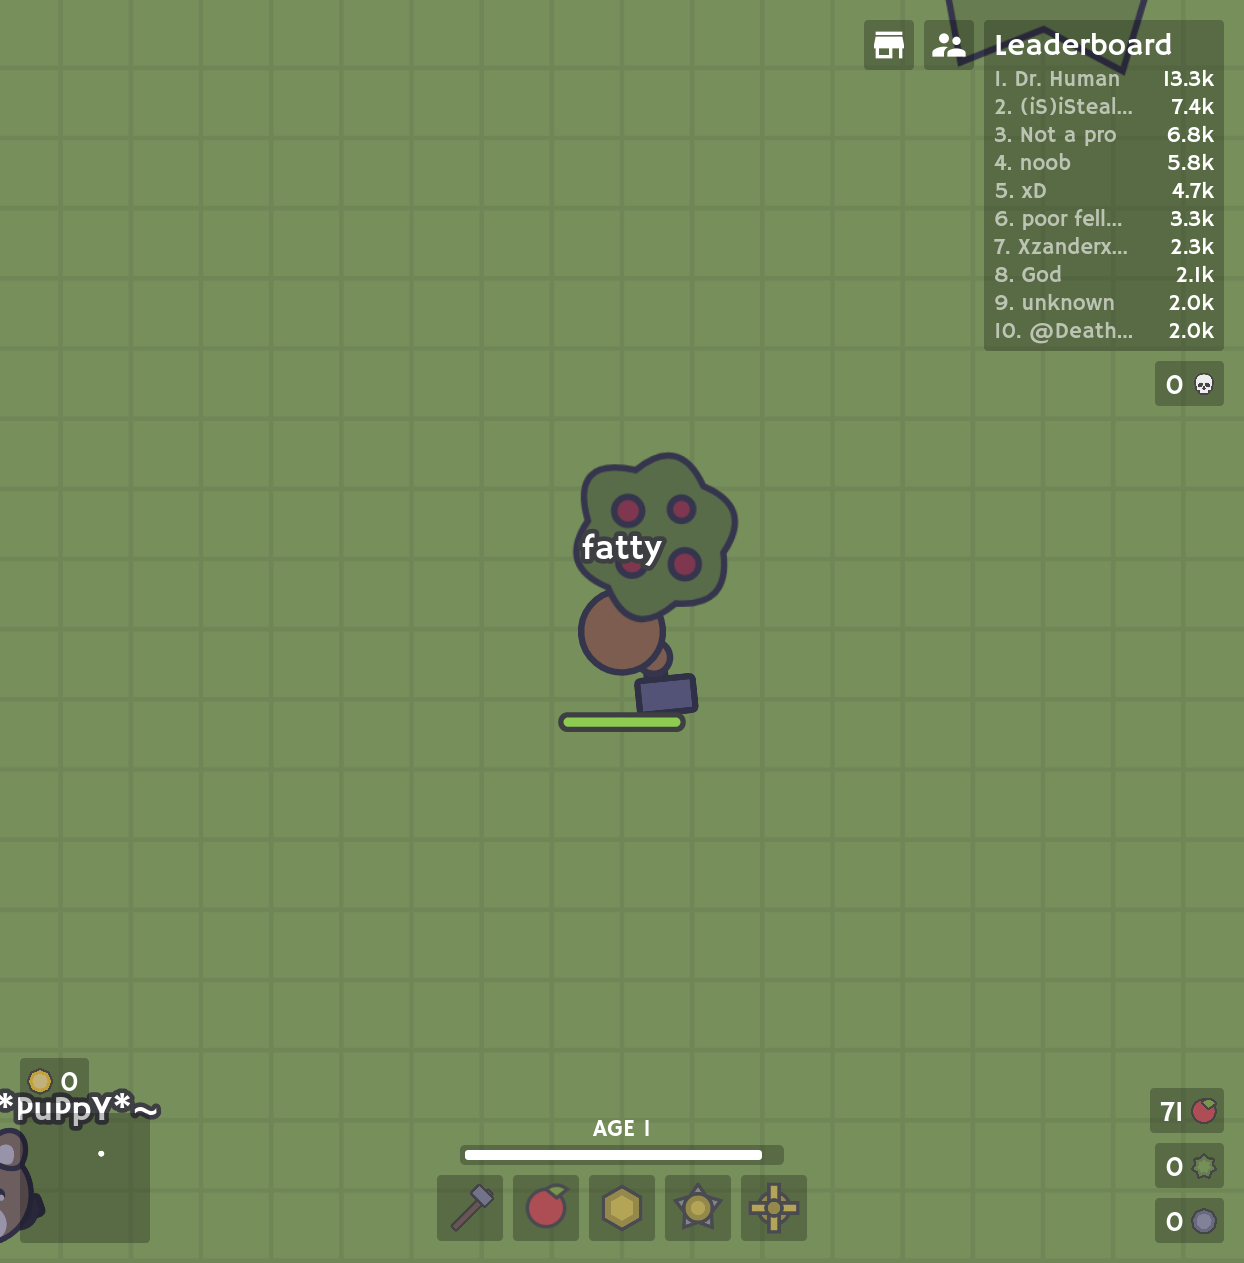 Leaderboard
1. Dr. Human 13.3k
2. (iS)iSteal... 7.4k
3. Not a pro 6.8k
4. noob 5.8k
5. xD 4.7k
6. poor fell... 3.3k
7. Xzanderx... 2.3k
8. God 2.1k
9. unknown 2.0k
10. @Death... 2.0k
0
fatty
0
*PuPpY*~
AGE 1
71
0
0